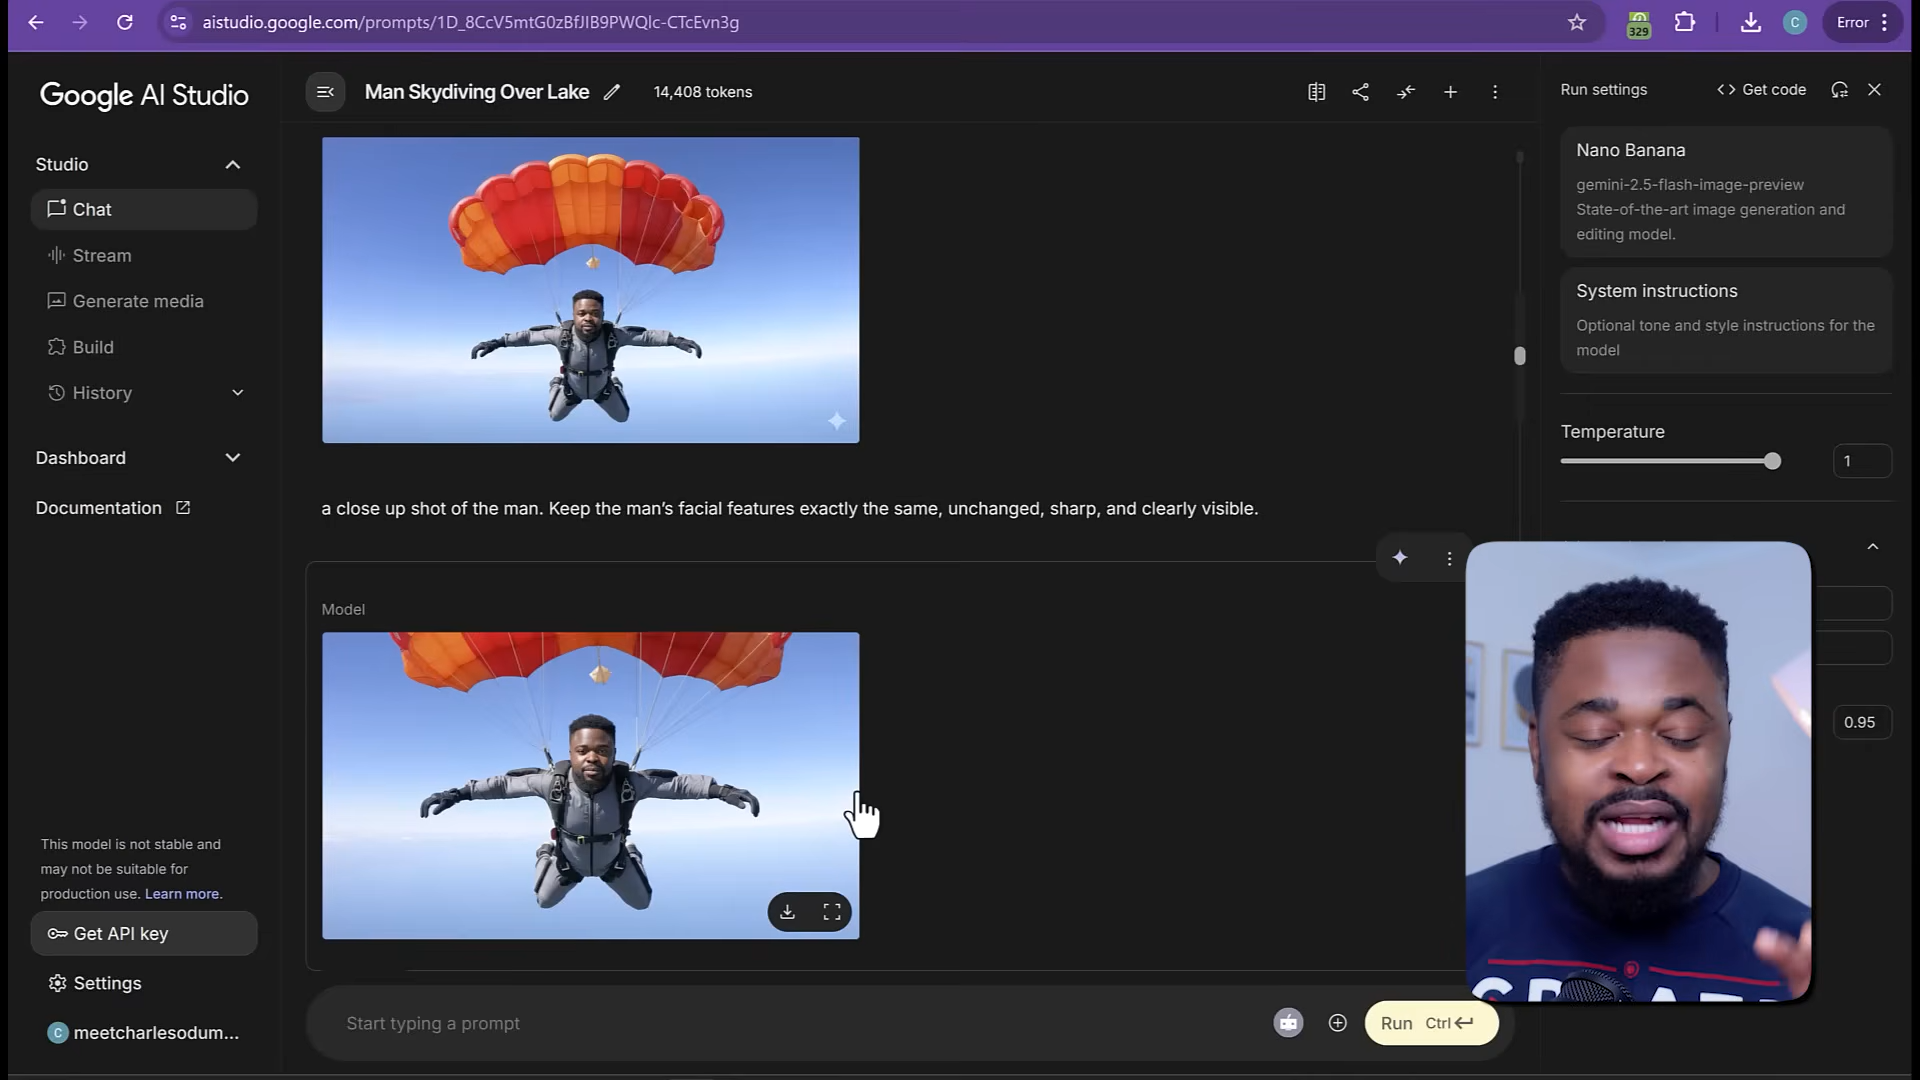 aistudio.google.com/prompts/1D_8CcV5mtG0zBfJIB9PWQlc-CTcEvn3g
329
C
Error
Google AI Studio
Man Skydiving Over Lake
14,408 tokens
Run settings
Get code
Studio
Chat
Stream
Generate media
Build
History
Dashboard
Documentation
Nano Banana
gemini-2.5-flash-image-preview
State-of-the-art image generation and
editing model.
System instructions
Optional tone and style instructions for the
model
Temperature
1
a close up shot of the man. Keep the man’s facial features exactly the same, unchanged, sharp, and clearly visible.
Model
0.95
This model is not stable and
may not be suitable for
production use. Learn more.
Get API key
Settings
C
meetcharlesodum...
Start typing a prompt
Run Ctrl